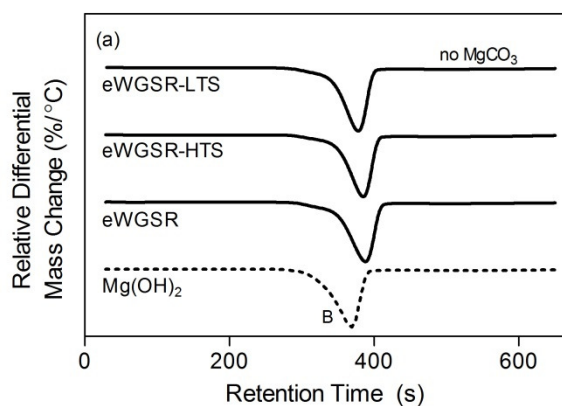 (a)
no MgCO₃
eWGSR-LTS
eWGSR-HTS
eWGSR
Mg(OH)₂
B
Relative Differential
Mass Change (%/°C)
0 200 400 600
Retention Time (s)